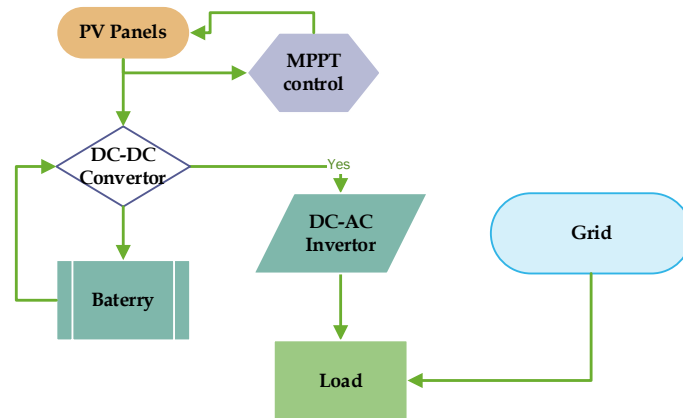 PV Panels
MPPT
control
DC-DC
Convertor
Yes
DC-AC
Invertor
Grid
Baterry
Load